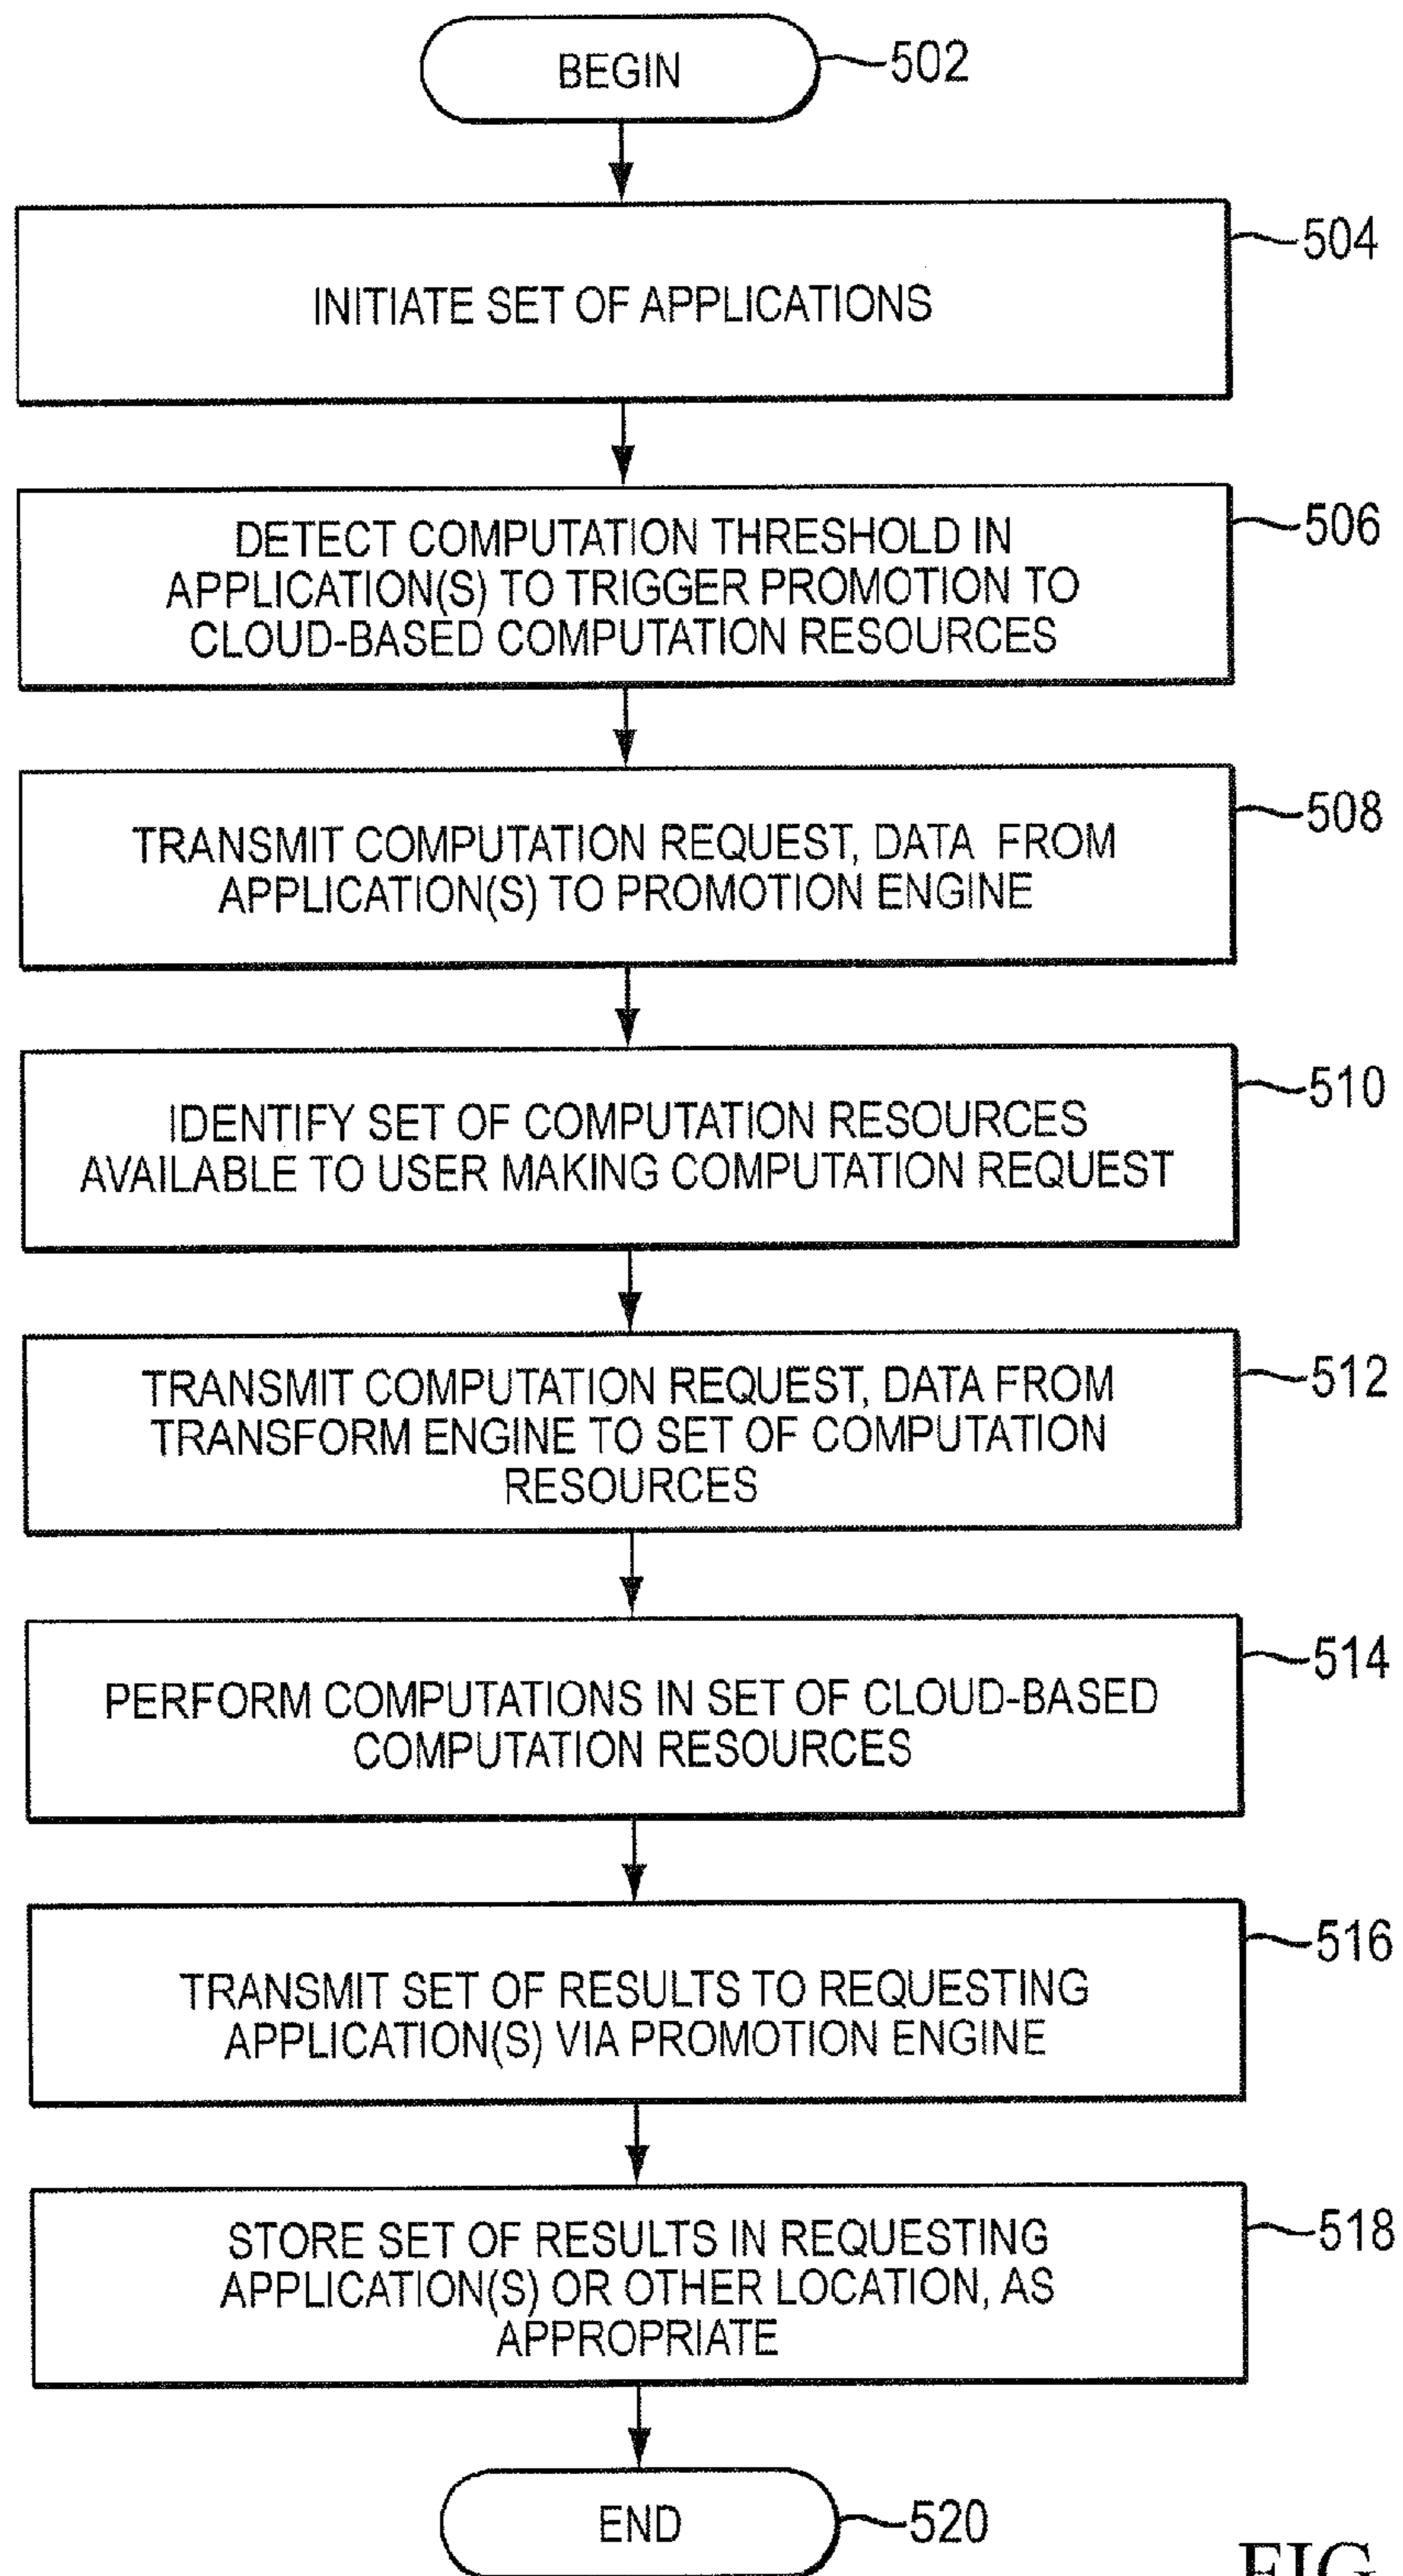 BEGIN
502
INITIATE SET OF APPLICATIONS
504
DETECT COMPUTATION THRESHOLD IN
APPLICATION(S) TO TRIGGER PROMOTION TO
CLOUD-BASED COMPUTATION RESOURCES
506
TRANSMIT COMPUTATION REQUEST, DATA FROM
APPLICATION(S) TO PROMOTION ENGINE
508
IDENTIFY SET OF COMPUTATION RESOURCES
AVAILABLE TO USER MAKING COMPUTATION REQUEST
510
TRANSMIT COMPUTATION REQUEST, DATA FROM
TRANSFORM ENGINE TO SET OF COMPUTATION
RESOURCES
512
PERFORM COMPUTATIONS IN SET OF CLOUD-BASED
COMPUTATION RESOURCES
514
TRANSMIT SET OF RESULTS TO REQUESTING
APPLICATION(S) VIA PROMOTION ENGINE
516
STORE SET OF RESULTS IN REQUESTING
APPLICATION(S) OR OTHER LOCATION, AS
APPROPRIATE
518
END
520
FIG